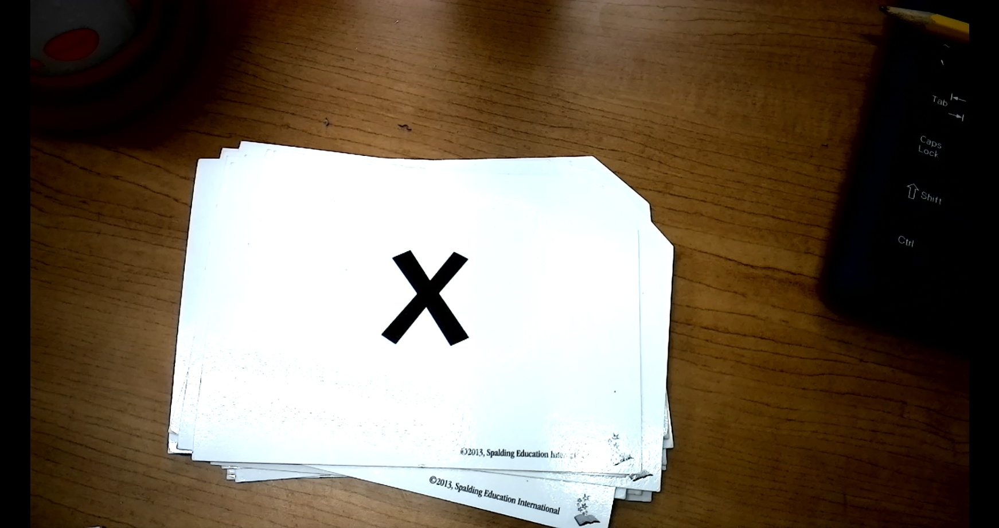 ~
`
Tab
Caps
Lock
Shift
Ctrl
x
©2013, Spalding Education
©2013, Spalding Education International